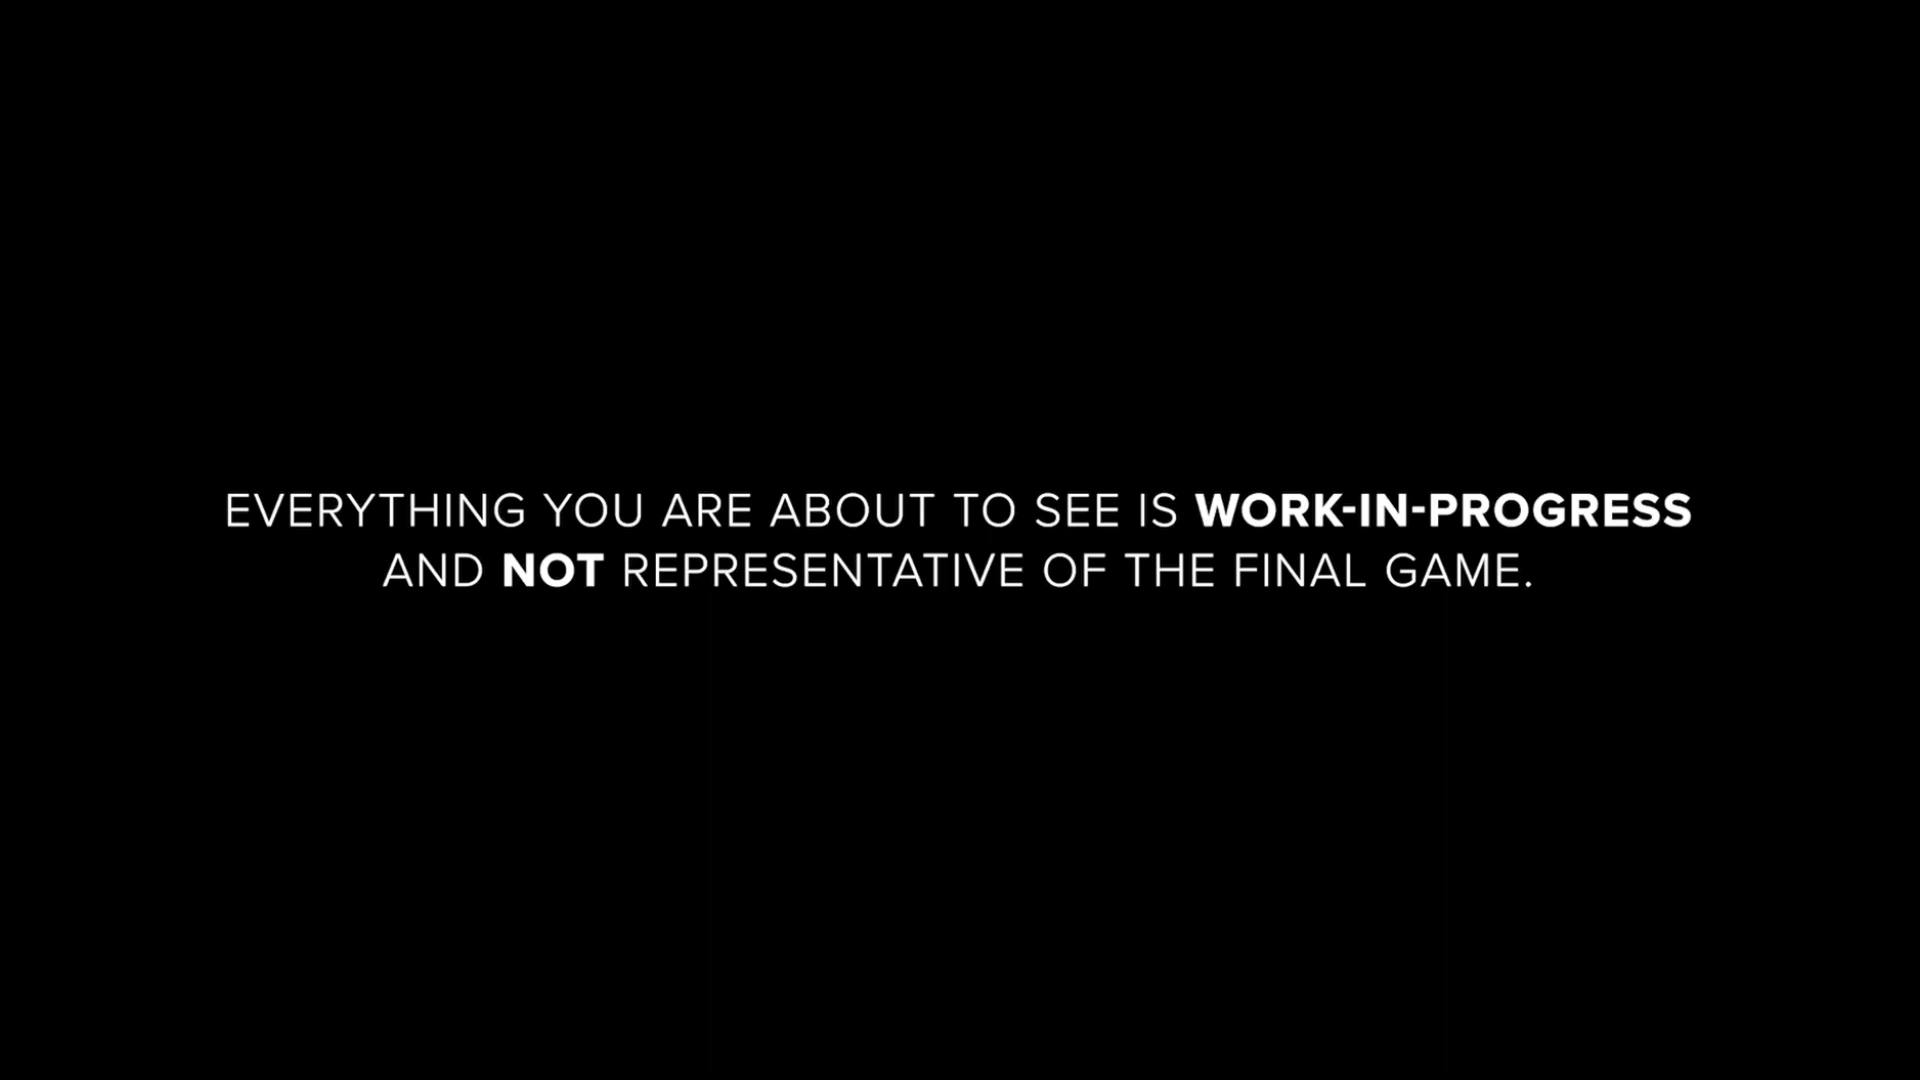 EVERYTHING YOU ARE ABOUT TO SEE IS WORK-IN-PROGRESS
AND NOT REPRESENTATIVE OF THE FINAL GAME.